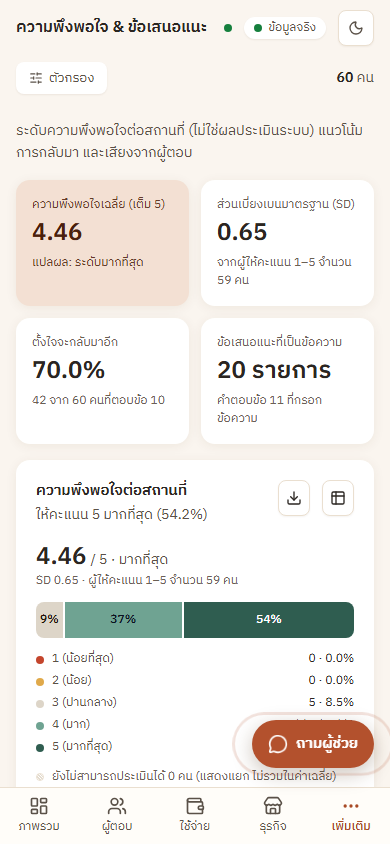 ความพึงพอใจ & ข้อเสนอแนะ
ข้อมูลจริง
ตัวกรอง
60 คน
ระดับความพึงพอใจต่อสถานที่ (ไม่ใช่ผลประเมินระบบ) แนวโน้ม
การกลับมา และเสียงจากผู้ตอบ
ความพึงพอใจเฉลี่ย (เต็ม 5)
4.46
แปลผล: ระดับมากที่สุด
ส่วนเบี่ยงเบนมาตรฐาน (SD)
0.65
จากผู้ให้คะแนน 1–5 จำนวน
59 คน
ตั้งใจจะกลับมาอีก
70.0%
42 จาก 60 คนที่ตอบข้อ 10
ข้อเสนอแนะที่เป็นข้อความ
20 รายการ
คำตอบข้อ 11 ที่กรอก
ข้อความ
ความพึงพอใจต่อสถานที่
ให้คะแนน 5 มากที่สุด (54.2%)
4.46 / 5 · มากที่สุด
SD 0.65 · ผู้ให้คะแนน 1–5 จำนวน 59 คน
9% 37% 54%
1 (น้อยที่สุด) 0 · 0.0%
2 (น้อย) 0 · 0.0%
3 (ปานกลาง) 5 · 8.5%
4 (มาก)
5 (มากที่สุด)
ถามผู้ช่วย
ยังไม่สามารถประเมินได้ 0 คน (แสดงแยก ไม่รวมในค่าเฉลี่ย)
ภาพรวม ผู้ตอบ ใช้จ่าย ธุรกิจ เพิ่มเติม